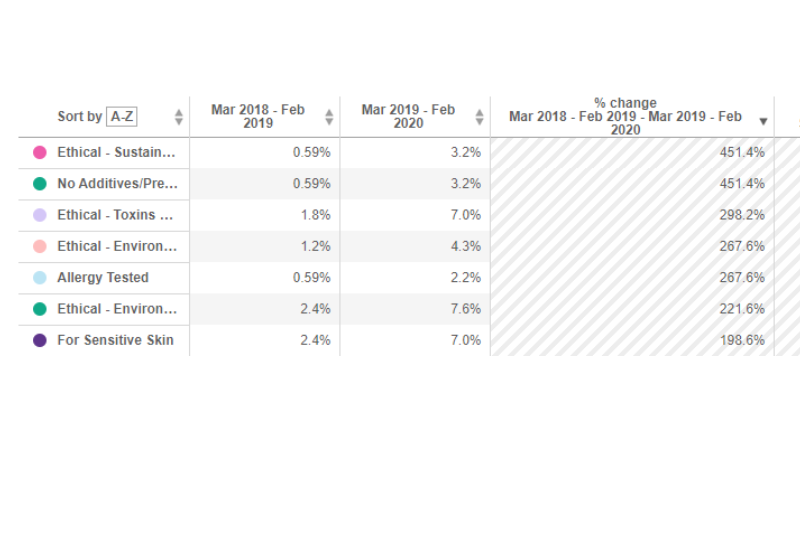 Sort by A-Z
Mar 2018 - Feb
2019
Mar 2019 - Feb
2020
% change
Mar 2018 - Feb 2019 - Mar 2019 - Feb
2020
Ethical - Sustain... 0.59% 3.2% 451.4%
No Additives/Pre... 0.59% 3.2% 451.4%
Ethical - Toxins ... 1.8% 7.0% 298.2%
Ethical - Environ... 1.2% 4.3% 267.6%
Allergy Tested 0.59% 2.2% 267.6%
Ethical - Environ... 2.4% 7.6% 221.6%
For Sensitive Skin 2.4% 7.0% 198.6%